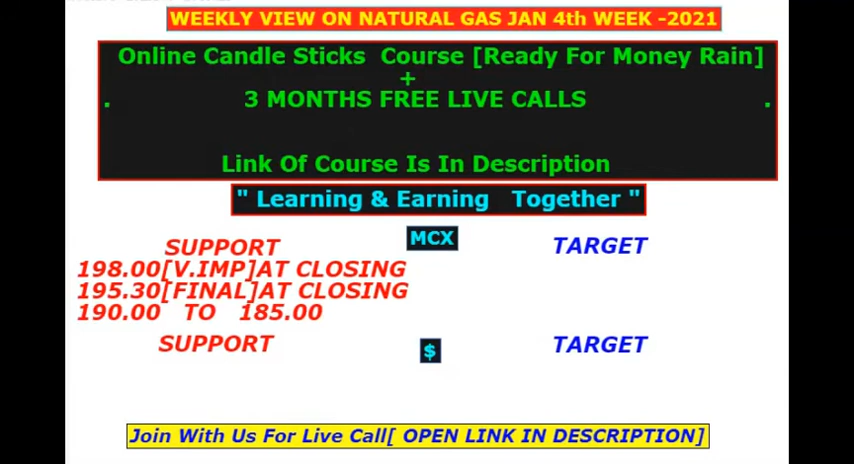 WEEKLY VIEW ON NATURAL GAS JAN 4th WEEK -2021
Online Candle Sticks Course [Ready For Money Rain]
+
. 3 MONTHS FREE LIVE CALLS .
Link Of Course Is In Description
" Learning & Earning Together "
MCX
SUPPORT TARGET
198.00[V.IMP]AT CLOSING
195.30[FINAL]AT CLOSING
190.00 TO 185.00
SUPPORT $ TARGET
Join With Us For Live Call[ OPEN LINK IN DESCRIPTION]